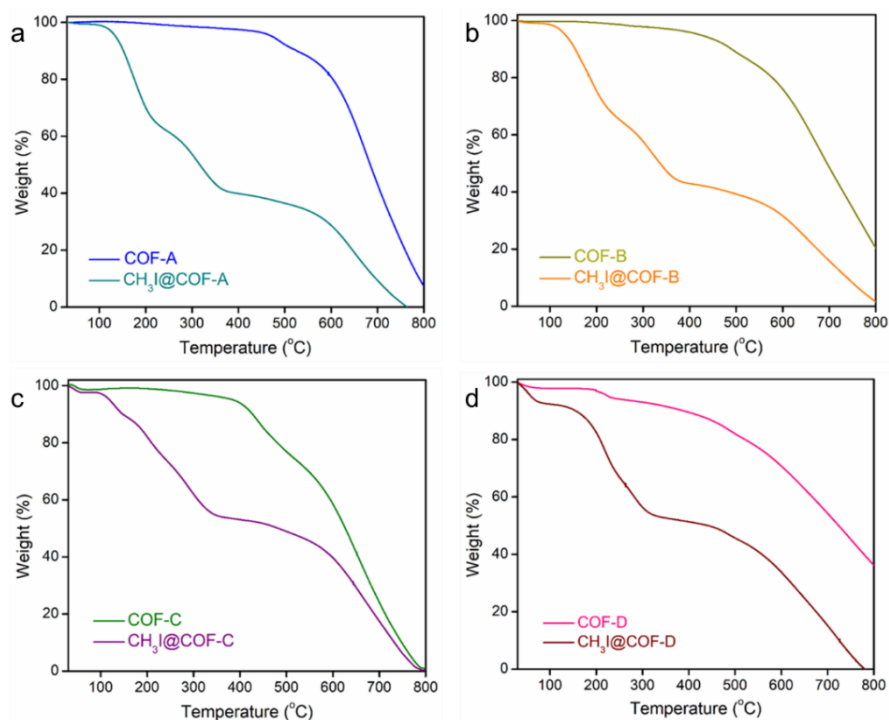 a
100
80
60
40
20
0
Weight (%)
COF-A
CH₃I@COF-A
100 200 300 400 500 600 700 800
Temperature (°C)
b
100
80
60
40
20
0
Weight (%)
COF-B
CH₃I@COF-B
100 200 300 400 500 600 700 800
Temperature (°C)
c
100
80
60
40
20
0
Weight (%)
COF-C
CH₃I@COF-C
100 200 300 400 500 600 700 800
Temperature (°C)
d
100
80
60
40
20
0
Weight (%)
COF-D
CH₃I@COF-D
100 200 300 400 500 600 700 800
Temperature (°C)